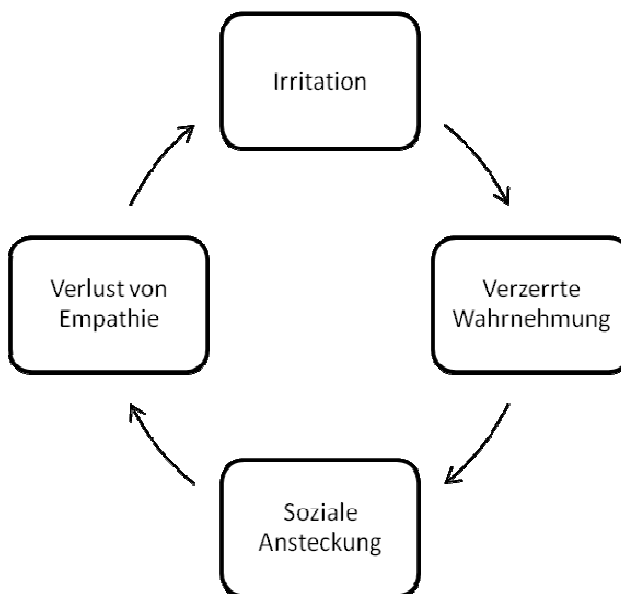 Irritation
Verzerrte
Wahrnehmung
Soziale
Ansteckung
Verlust von
Empathie